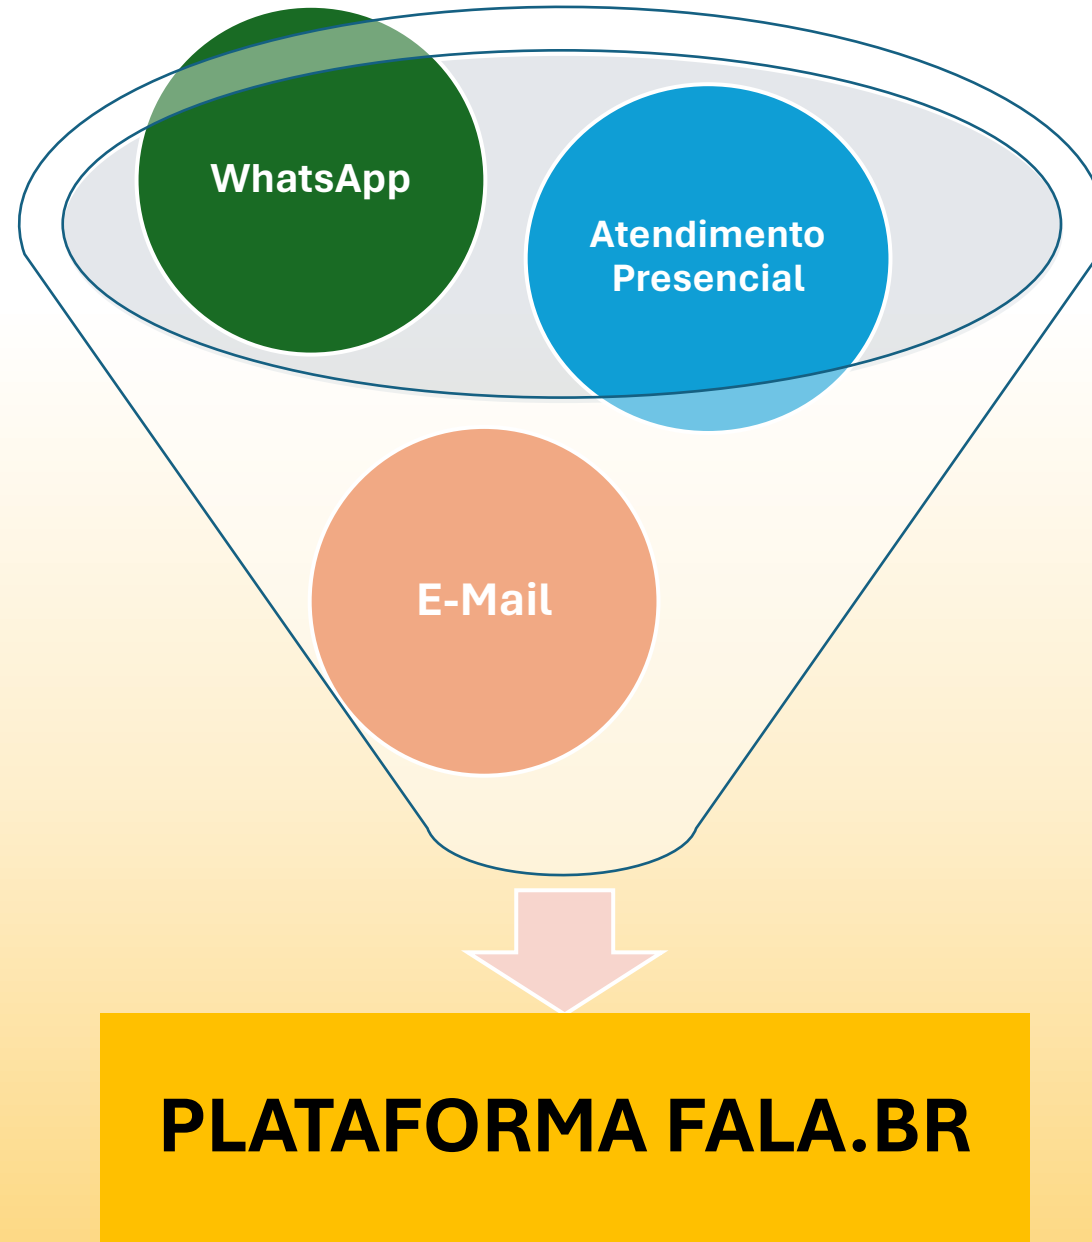 WhatsApp
Atendimento
Presencial
E-Mail
PLATAFORMA FALA.BR